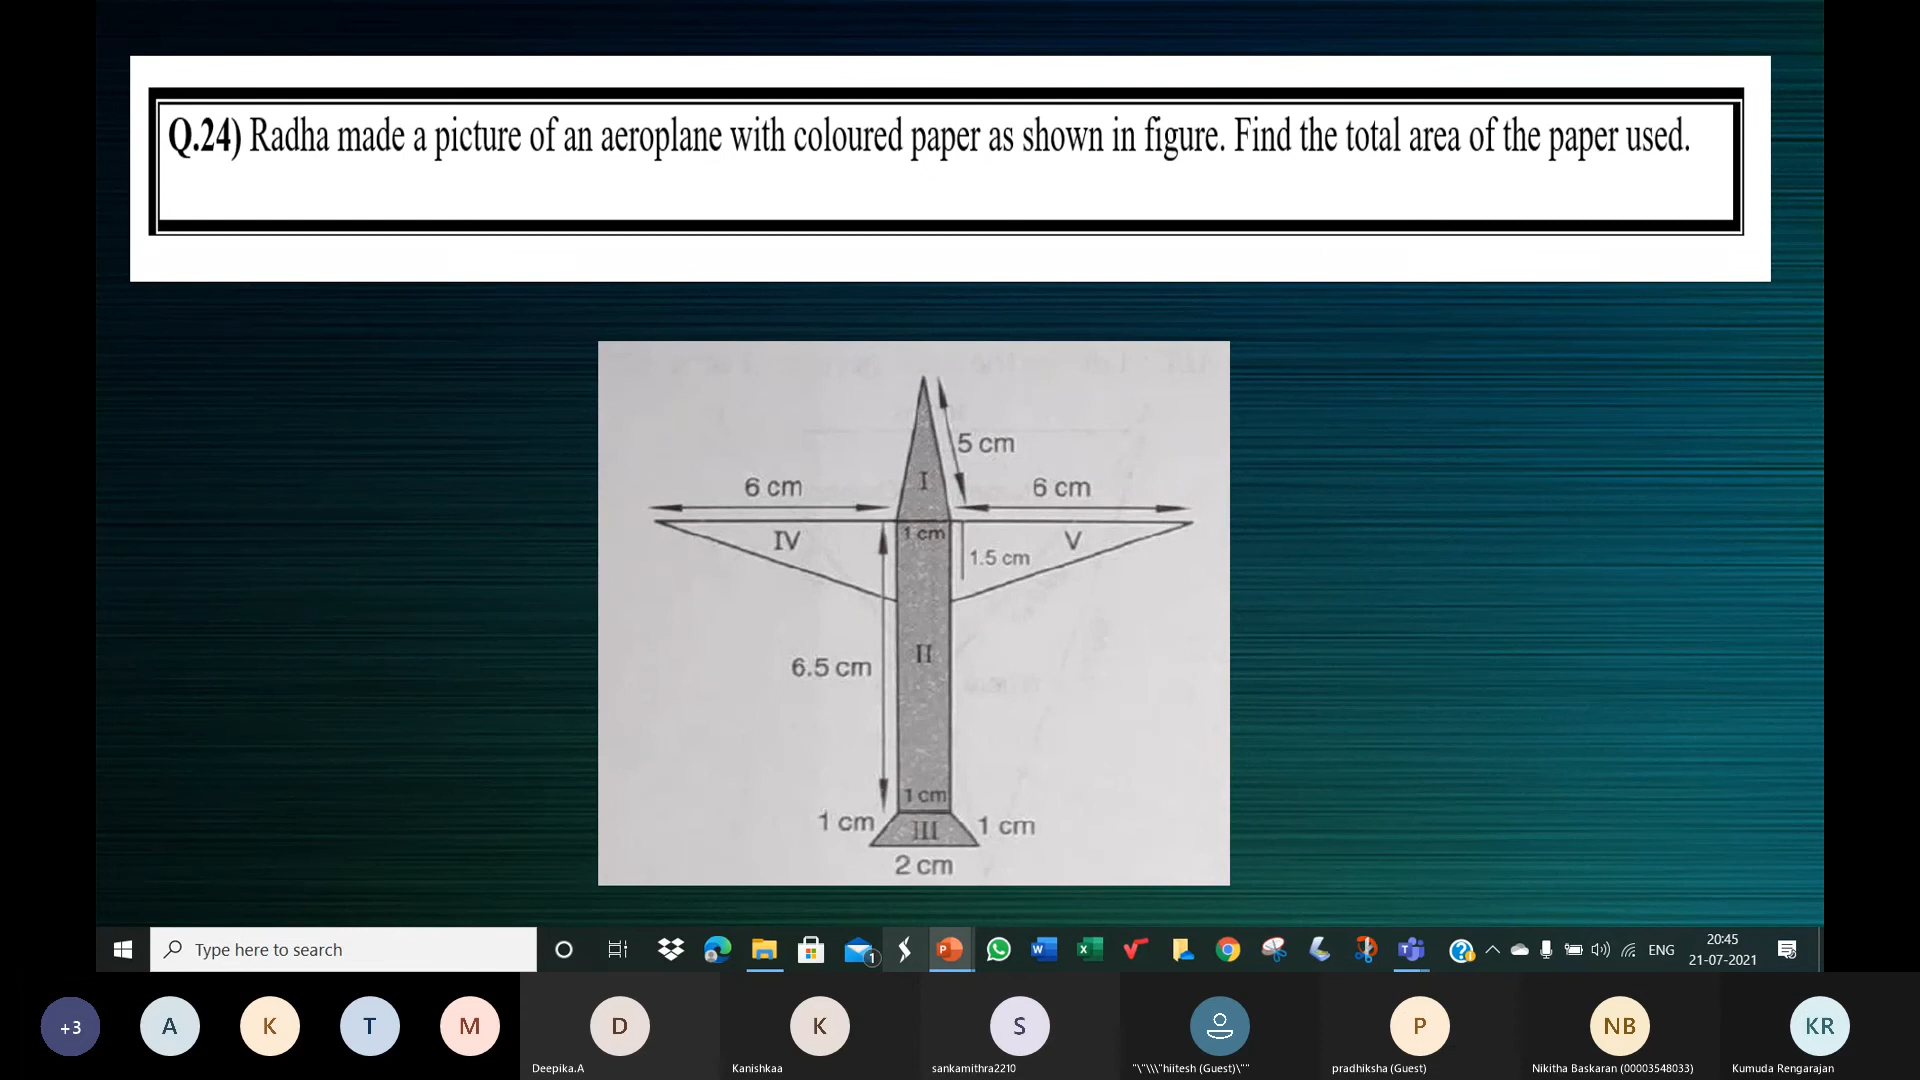 Q.24) Radha made a picture of an aeroplane with coloured paper as shown in figure. Find the total area of the paper used.
5 cm
I
6 cm
6 cm
1 cm
IV
V
1.5 cm
II
6.5 cm
1 cm
1 cm
III
1 cm
2 cm
Type here to search
1
ENG
20:45
21-07-2021
+3
A
K
T
M
D
K
S
P
NB
KR
Deepika.A
Kanishkaa
sankamithra2210
"\"\\\"hiitesh (Guest)\""
pradhiksha (Guest)
Nikitha Baskaran (00003548033)
Kumuda Rengarajan